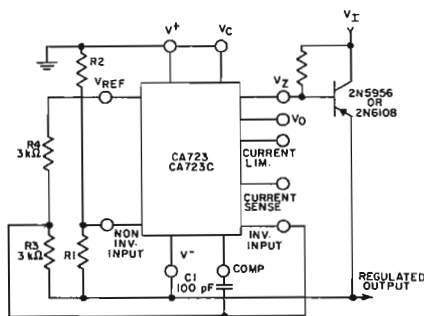 V+
VC
VI
R2
VREF
VZ
2N5956
OR
2N6108
VO
R4
3kΩ
CA723
CA723C
CURRENT
LIM.
CURRENT
SENSE
NON
INV.
INPUT
INV.
INPUT
R3
3kΩ
R1
V-
C1
100 pF
COMP
REGULATED
OUTPUT